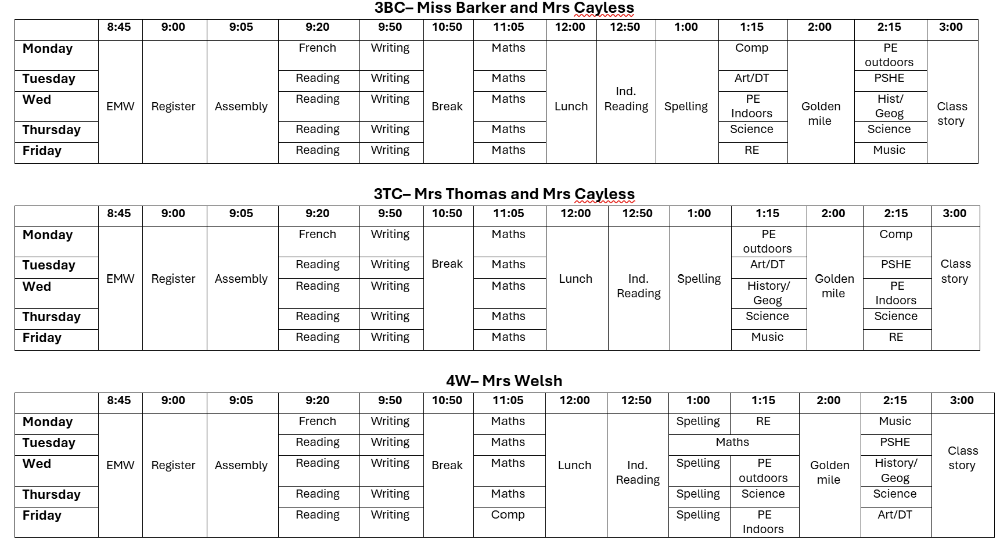 3BC– Miss Barker and Mrs Cayless
8:45 9:00 9:05 9:20 9:50 10:50 11:05 12:00 12:50 1:00 1:15 2:00 2:15 3:00
Monday EMW Register Assembly French Writing Break Maths Lunch Ind. Reading Spelling Comp Golden mile PE outdoors Class story
Tuesday Reading Writing Maths Art/DT PSHE
Wed Reading Writing Maths PE Indoors Hist/ Geog
Thursday Reading Writing Maths Science Science
Friday Reading Writing Maths RE Music
3TC– Mrs Thomas and Mrs Cayless
8:45 9:00 9:05 9:20 9:50 10:50 11:05 12:00 12:50 1:00 1:15 2:00 2:15 3:00
Monday EMW Register Assembly French Writing Break Maths Lunch Ind. Reading Spelling PE outdoors Golden mile Comp Class story
Tuesday Reading Writing Maths Art/DT PSHE
Wed Reading Writing Maths History/ Geog PE Indoors
Thursday Reading Writing Maths Science Science
Friday Reading Writing Maths Music RE
4W– Mrs Welsh
8:45 9:00 9:05 9:20 9:50 10:50 11:05 12:00 12:50 1:00 1:15 2:00 2:15 3:00
Monday EMW Register Assembly French Writing Break Maths Lunch Ind. Reading Spelling RE Golden mile Music Class story
Tuesday Reading Writing Maths Maths PSHE
Wed Reading Writing Maths Spelling PE outdoors History/ Geog
Thursday Reading Writing Maths Spelling Science Science
Friday Reading Writing Comp Spelling PE Indoors Art/DT